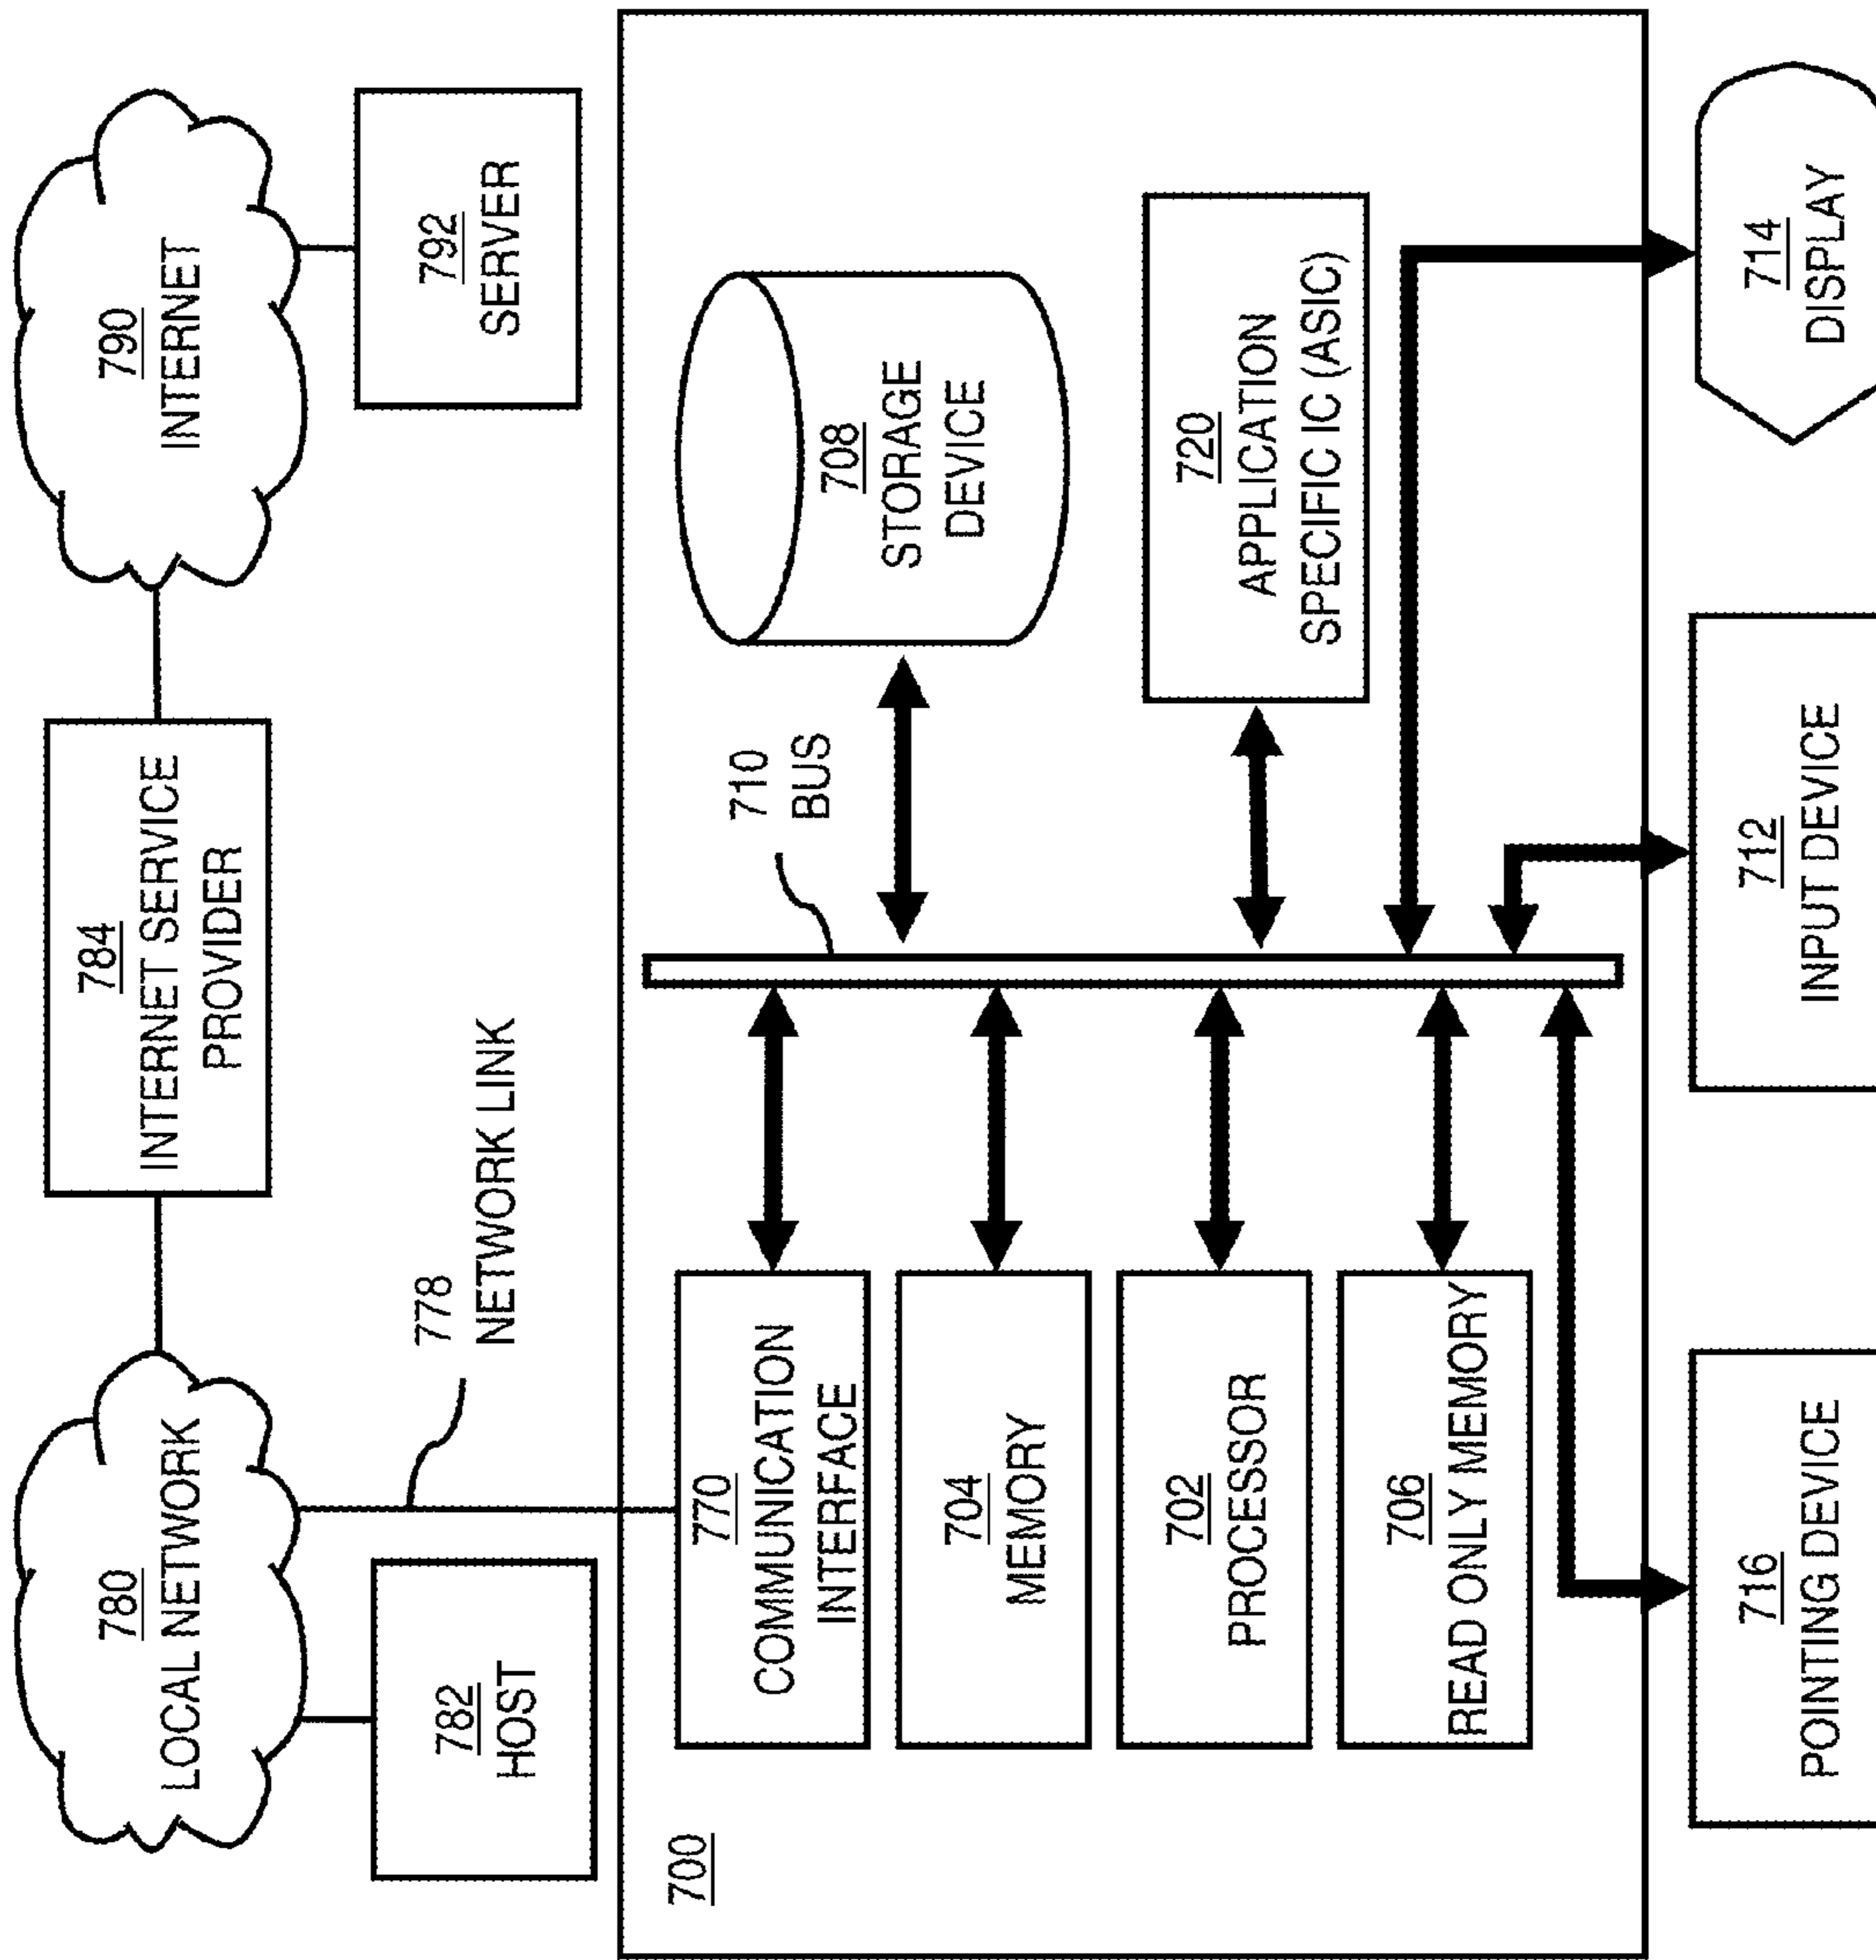 780
LOCAL NETWORK
784
INTERNET SERVICE
PROVIDER
790
INTERNET
782
HOST
778
NETWORK LINK
792
SERVER
700
770
COMMUNICATION
INTERFACE
704
MEMORY
702
PROCESSOR
706
READ ONLY MEMORY
710
BUS
708
STORAGE
DEVICE
720
APPLICATION
SPECIFIC IC (ASIC)
716
POINTING DEVICE
712
INPUT DEVICE
714
DISPLAY